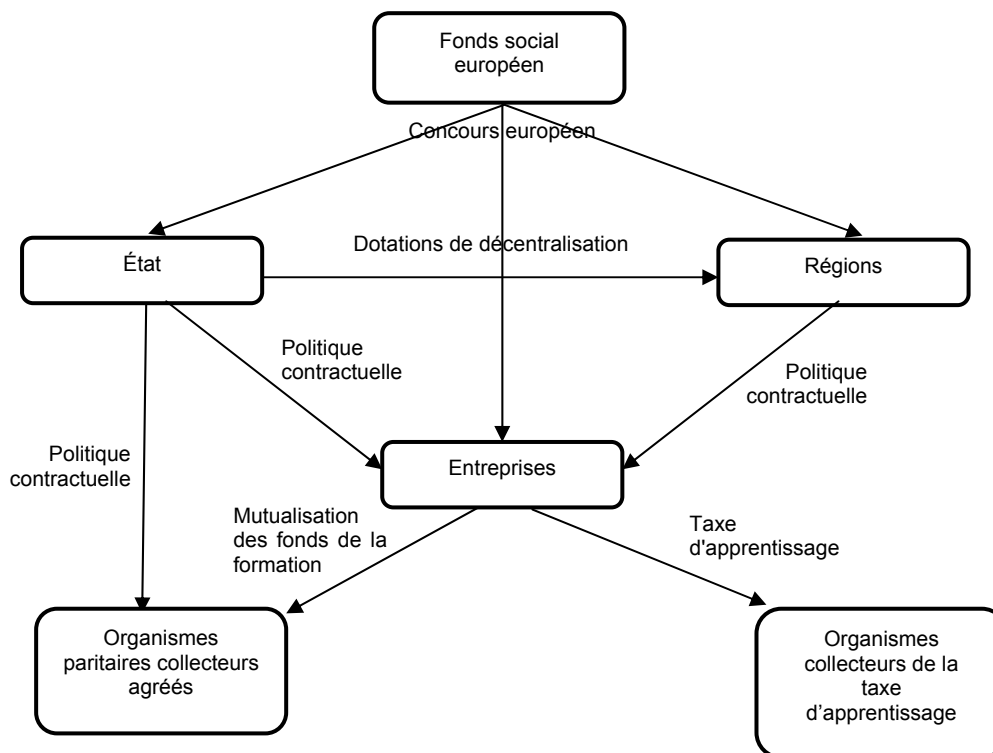 Fonds social
européen
Concours européen
Dotations de décentralisation
État
Régions
Politique
contractuelle
Politique
contractuelle
Politique
contractuelle
Entreprises
Mutualisation
des fonds de la
formation
Taxe
d'apprentissage
Organismes
paritaires collecteurs
agréés
Organismes
collecteurs de la
taxe
d’apprentissage